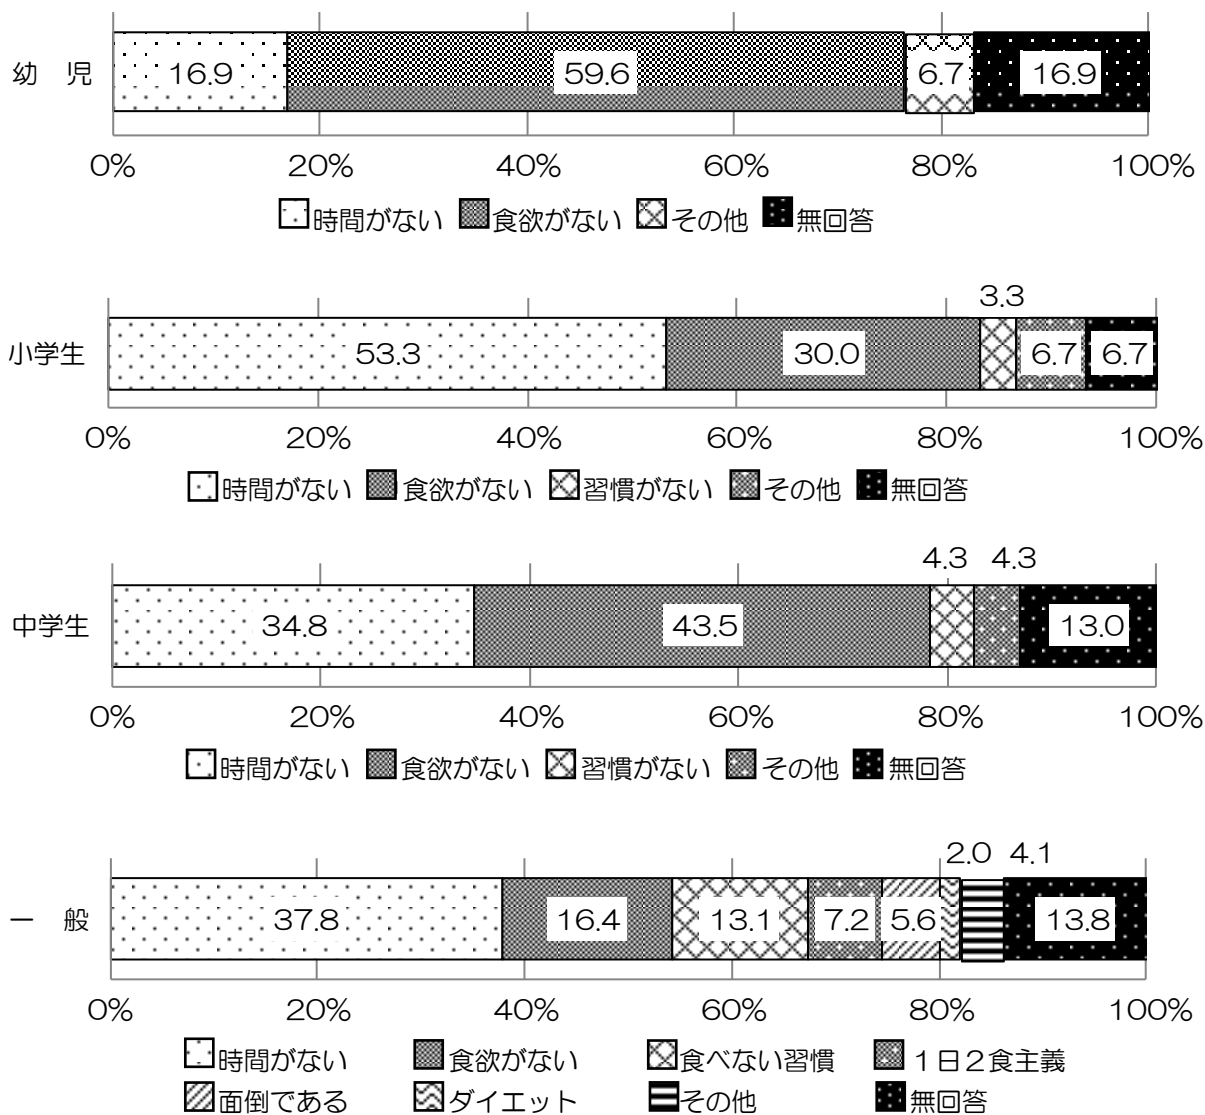 幼　児 16.9 59.6 6.7 16.9
0% 20% 40% 60% 80% 100%
時間がない 食欲がない その他 無回答
3.3
小学生 53.3 30.0 6.7 6.7
0% 20% 40% 60% 80% 100%
時間がない 食欲がない 習慣がない その他 無回答
4.3 4.3
中学生 34.8 43.5 13.0
0% 20% 40% 60% 80% 100%
時間がない 食欲がない 習慣がない その他 無回答
2.0 4.1
一　般 37.8 16.4 13.1 7.2 5.6 13.8
0% 20% 40% 60% 80% 100%
時間がない 食欲がない 食べない習慣 １日２食主義
面倒である ダイエット その他 無回答